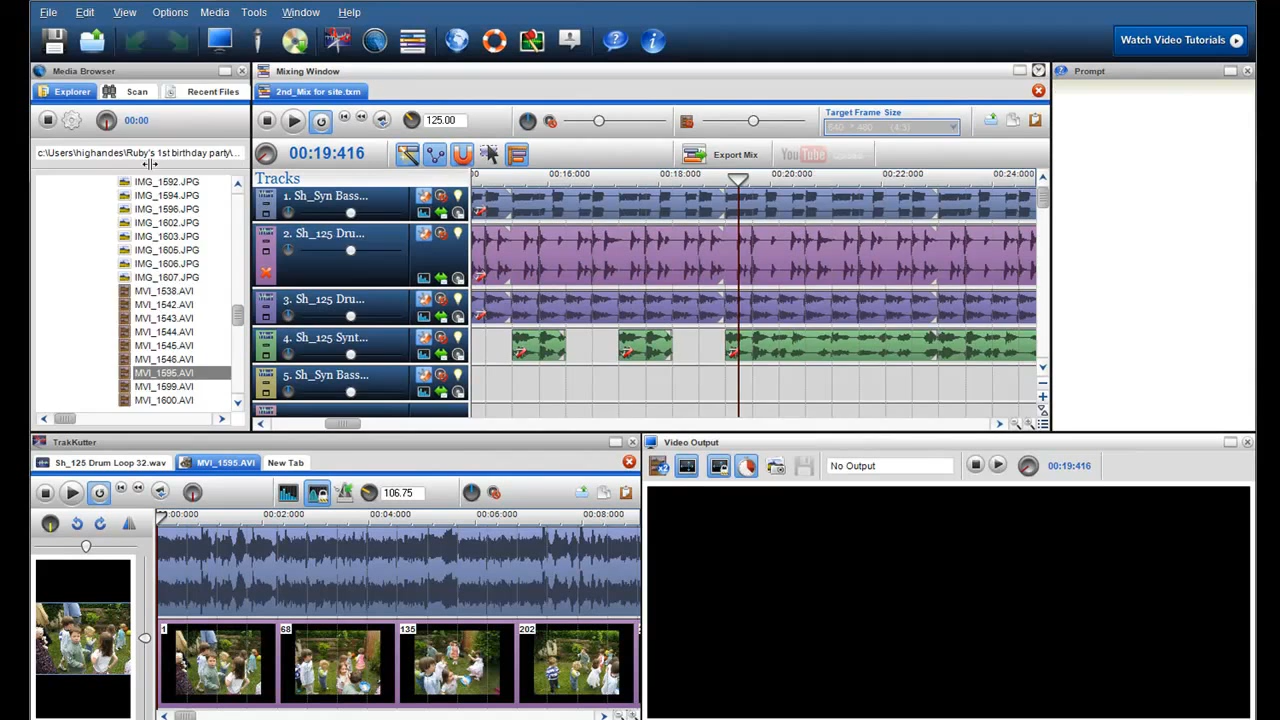 File Edit View Options Media Tools Window Help
Watch Video Tutorials
Media Browser
Explorer Scan Recent Files
00:00
c:\Users\highandes\Ruby's 1st birthday party\...
IMG_1592.JPG
IMG_1594.JPG
IMG_1596.JPG
IMG_1602.JPG
IMG_1603.JPG
IMG_1605.JPG
IMG_1606.JPG
IMG_1607.JPG
MVI_1538.AVI
MVI_1542.AVI
MVI_1543.AVI
MVI_1544.AVI
MVI_1545.AVI
MVI_1546.AVI
MVI_1595.AVI
MVI_1599.AVI
MVI_1600.AVI
Mixing Window
2nd_Mix for site.txm
125.00
Target Frame Size
640 * 480 (4:3)
00:19:416
Export Mix
YouTube
Tracks
00 00:16:000 00:18:000 00:20:000 00:22:000 00:24:000
1. Sh_Syn Bass...
2. Sh_125 Dru...
3. Sh_125 Dru...
4. Sh_125 Synt...
5. Sh_Syn Bass...
Prompt
TrakKutter
Sh_125 Drum Loop 32.wav MVI_1595.AVI New Tab
106.75
00:00:000 00:02:000 00:04:000 00:06:000 00:08:000
1 68 135 202
Video Output
No Output
00:19:416